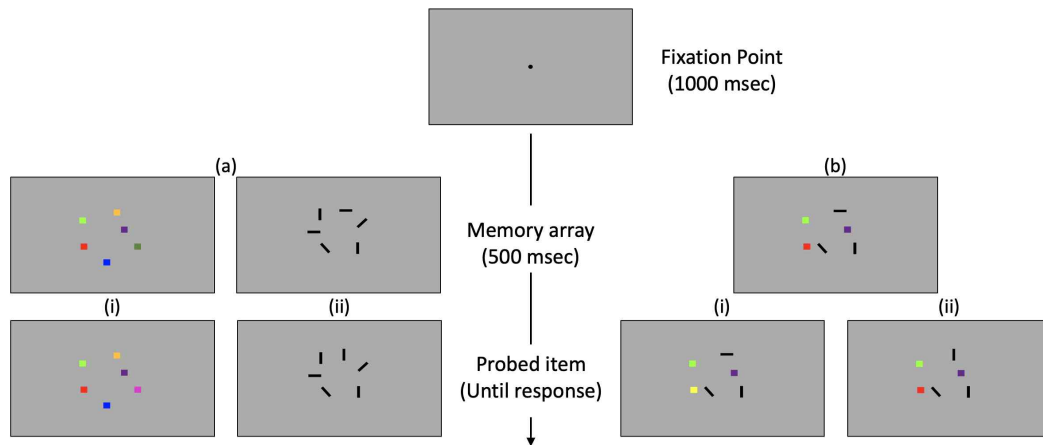 Fixation Point
(1000 msec)
(a)
(b)
Memory array
(500 msec)
(i)
(ii)
(i)
(ii)
Probed item
(Until response)